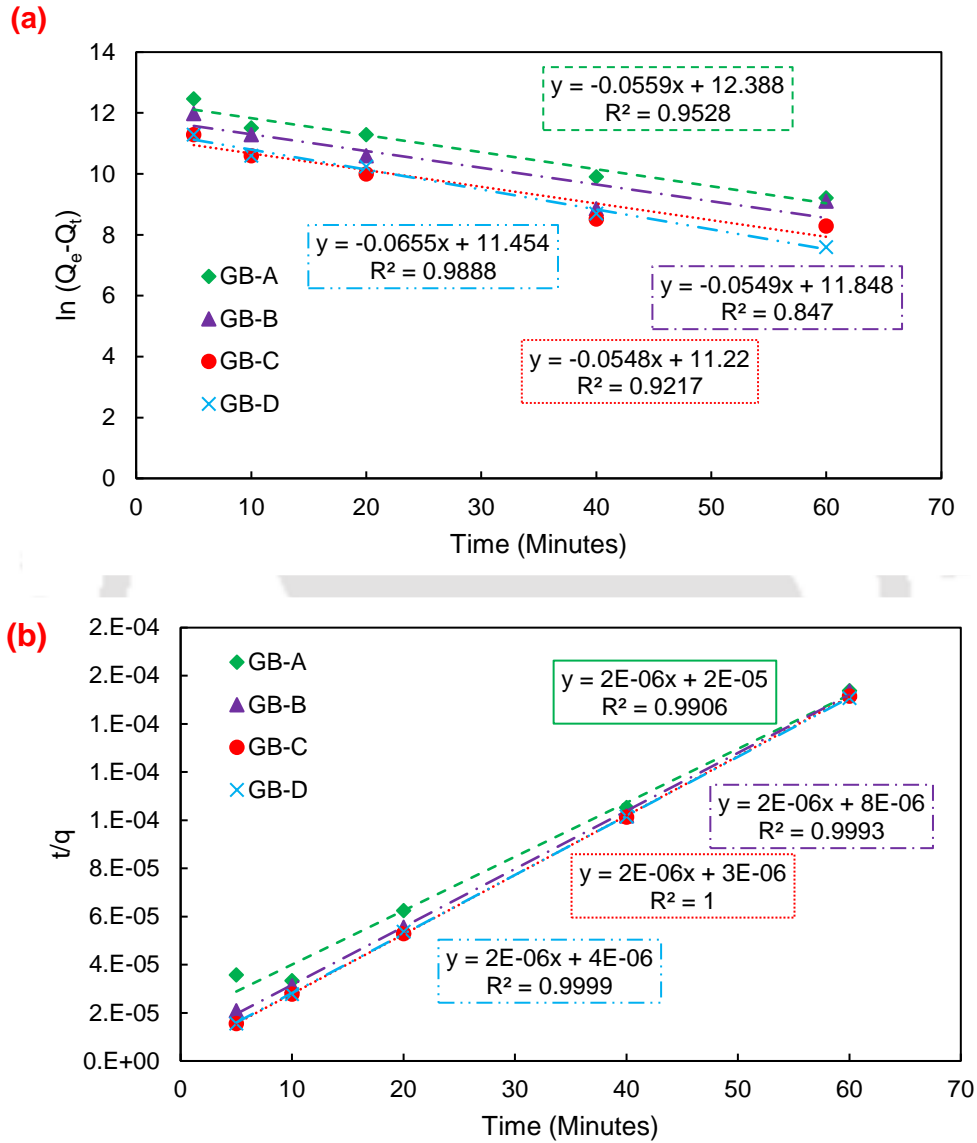 (a)
14
12
10
8
6
4
2
0
ln (Qe-Qt)
y = -0.0559x + 12.388
R² = 0.9528
y = -0.0655x + 11.454
R² = 0.9888
y = -0.0549x + 11.848
R² = 0.847
y = -0.0548x + 11.22
R² = 0.9217
GB-A
GB-B
GB-C
GB-D
0 10 20 30 40 50 60 70
Time (Minutes)
(b)
2.E-04
2.E-04
1.E-04
1.E-04
1.E-04
8.E-05
6.E-05
4.E-05
2.E-05
0.E+00
t/q
GB-A
GB-B
GB-C
GB-D
y = 2E-06x + 2E-05
R² = 0.9906
y = 2E-06x + 8E-06
R² = 0.9993
y = 2E-06x + 3E-06
R² = 1
y = 2E-06x + 4E-06
R² = 0.9999
0 10 20 30 40 50 60 70
Time (Minutes)